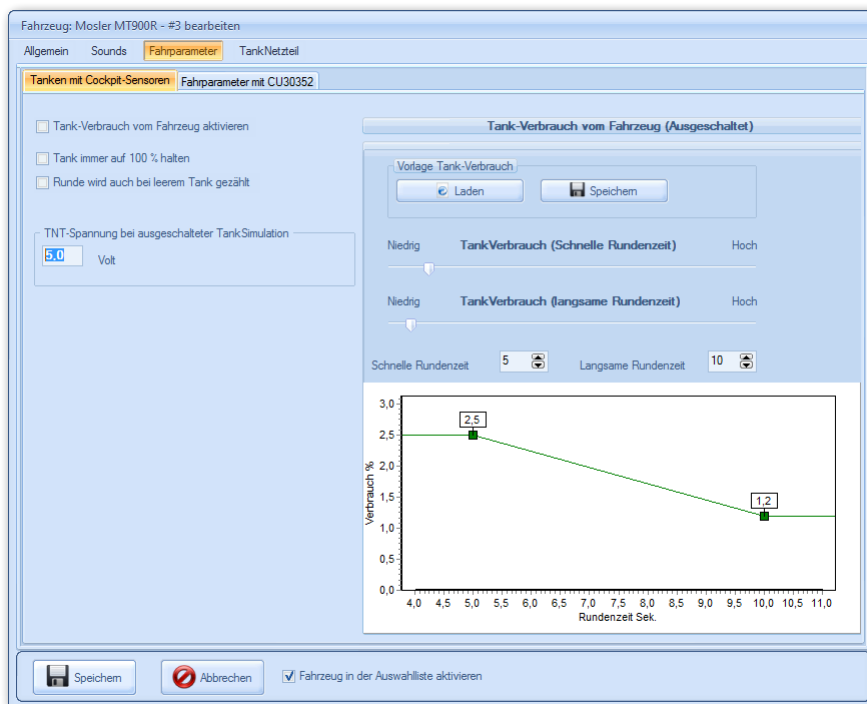 Fahrzeug: Mosler MT900R - #3 bearbeiten
Allgemein Sounds Fahrparameter TankNetzteil
Tanken mit Cockpit-Sensoren Fahrparameter mit CU30352
Tank-Verbrauch vom Fahrzeug aktivieren
Tank immer auf 100 % halten
Runde wird auch bei leerem Tank gezählt
TNT-Spannung bei ausgeschalteter TankSimulation
5.0 Volt
Tank-Verbrauch vom Fahrzeug (Ausgeschaltet)
Vorlage Tank-Verbrauch
Laden Speichern
Niedrig TankVerbrauch (Schnelle Rundenzeit) Hoch
Niedrig TankVerbrauch (langsame Rundenzeit) Hoch
Schnelle Rundenzeit 5 Langsame Rundenzeit 10
3,0
2,5
2,0
1,5
1,0
0,5
0,0
Verbrauch %
2,5
1,2
4,0 4,5 5,0 5,5 6,0 6,5 7,0 7,5 8,0 8,5 9,0 9,5 10,0 10,5 11,0
Rundenzeit Sek.
Speichern Abbrechen Fahrzeug in der Auswahlliste aktivieren